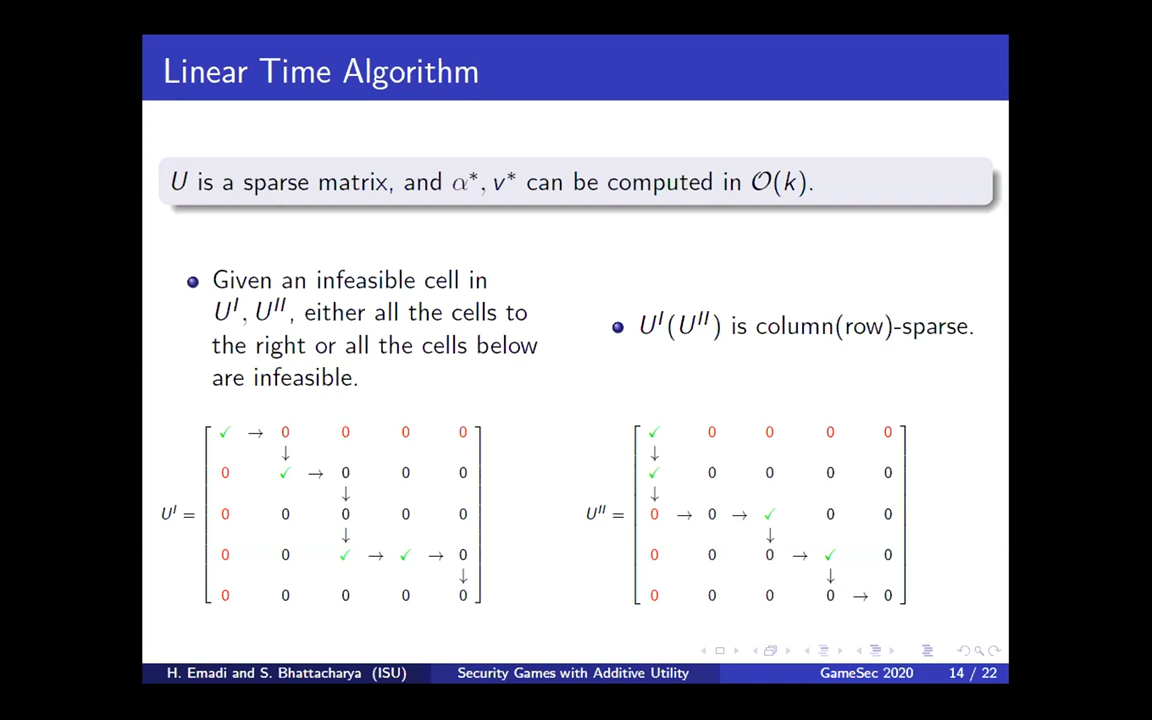 Linear Time Algorithm
U is a sparse matrix, and α*, v* can be computed in O(k).
Given an infeasible cell in
U^I, U^II, either all the cells to
the right or all the cells below
are infeasible.
U^I(U^II) is column(row)-sparse.
✓ → 0 0 0 0
↓
0 ✓ → 0 0 0
↓
U^I = 0 0 0 0 0
↓
0 0 ✓ → ✓ → 0
↓
0 0 0 0 0
✓ 0 0 0 0
↓
✓ 0 0 0 0
↓
U^II = 0 → 0 → ✓ 0 0
↓
0 0 0 → ✓ 0
↓
0 0 0 0 → 0
H. Emadi and S. Bhattacharya (ISU) Security Games with Additive Utility GameSec 2020 14 / 22